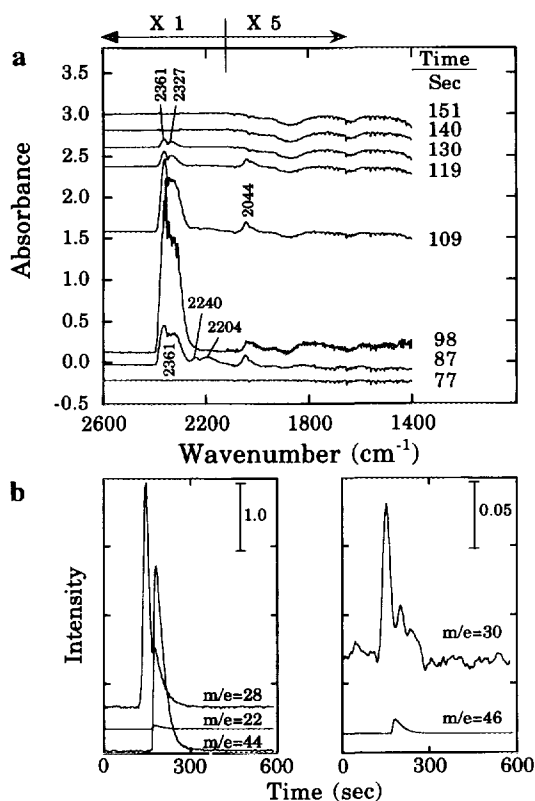 X 1 X 5
a
3.5
3.0
2.5
2.0
1.5
1.0
0.5
0.0
-0.5
Absorbance
2361
2327
2044
2240
2204
2361
Time
Sec
151
140
130
119
109
98
87
77
2600 2200 1800 1400
Wavenumber (cm⁻¹)
b
Intensity
1.0
m/e=28
m/e=22
m/e=44
0 300 600
0.05
m/e=30
m/e=46
0 300 600
Time (sec)